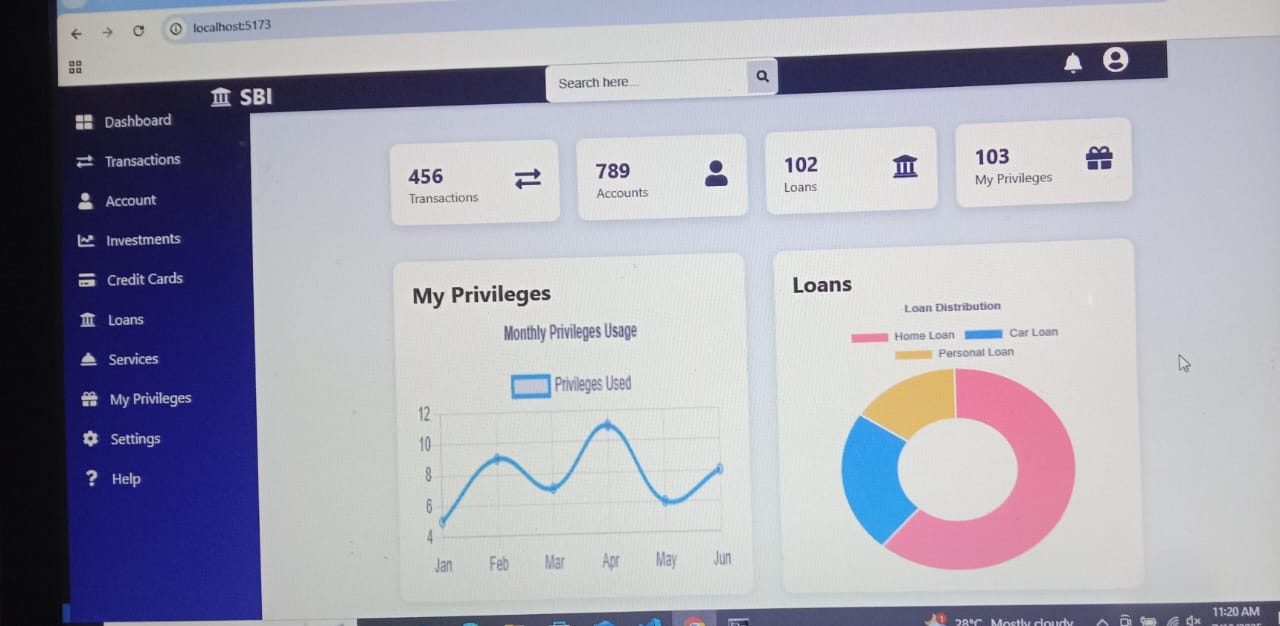 localhost:5173
SBI
Search here...
Dashboard
Transactions
Account
Investments
Credit Cards
Loans
Services
My Privileges
Settings
Help
456
Transactions
789
Accounts
102
Loans
103
My Privileges
My Privileges
Monthly Privileges Usage
Privileges Used
12
10
8
6
4
Jan Feb Mar Apr May Jun
Loans
Loan Distribution
Home Loan Car Loan
Personal Loan
28°C Mostly cloudy
11:20 AM